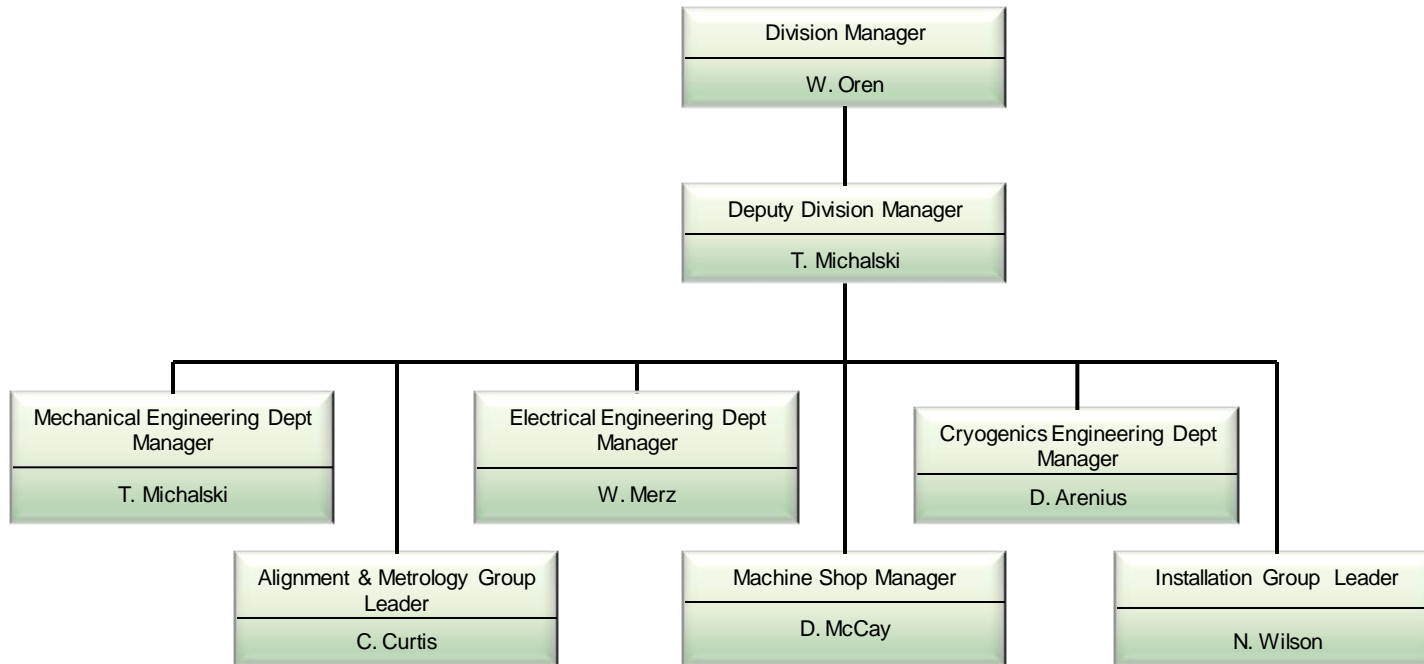 Division Manager
W. Oren
Deputy Division Manager
T. Michalski
Mechanical Engineering Dept
Manager
T. Michalski
Electrical Engineering Dept
Manager
W. Merz
Cryogenics Engineering Dept
Manager
D. Arenius
Alignment & Metrology Group
Leader
C. Curtis
Machine Shop Manager
D. McCay
Installation Group Leader
N. Wilson